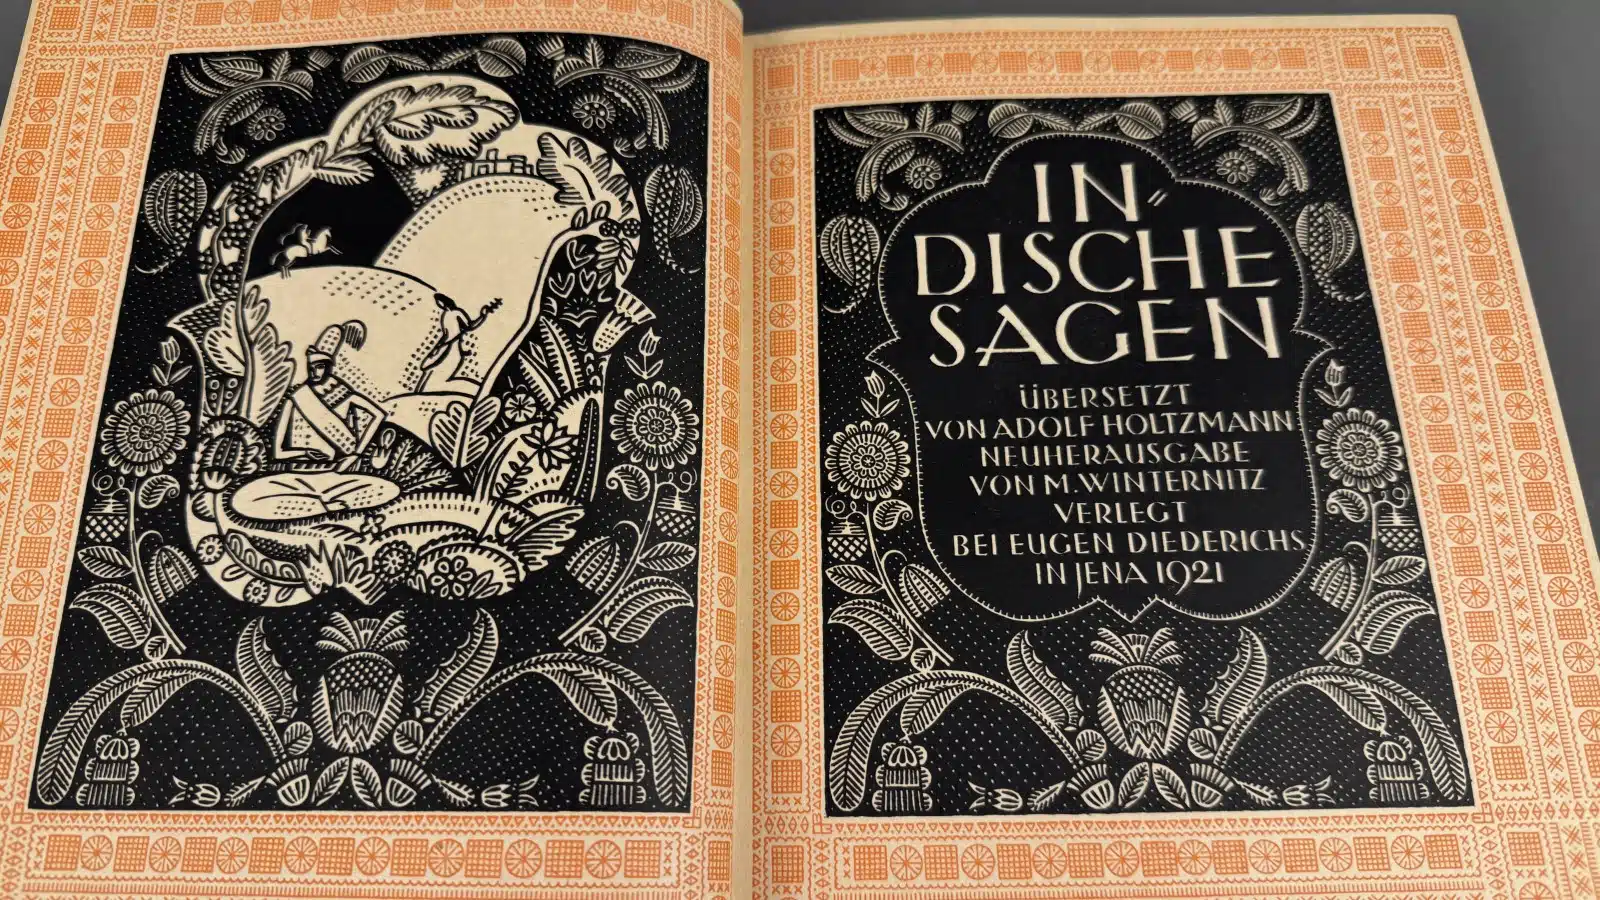 IN-
DISCHE
SAGEN
ÜBERSETZT
VON ADOLF HOLTZMANN
NEUHERAUSGABE
VON M. WINTERNITZ
VERLEGT
BEI EUGEN DIEDERICHS
IN JENA 1921